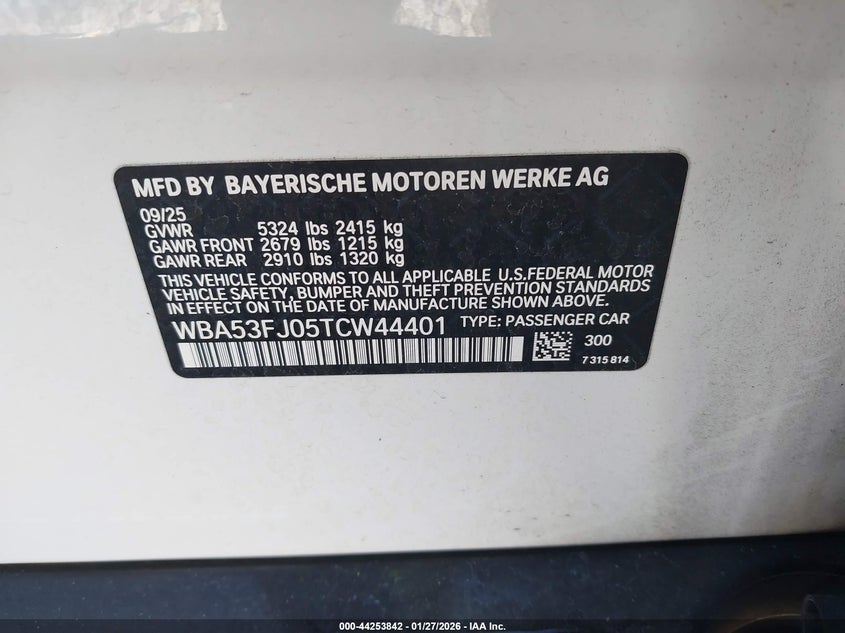 MFD BY BAYERISCHE MOTOREN WERKE AG
09/25
GVWR 5324 lbs 2415 kg
GAWR FRONT 2679 lbs 1215 kg
GAWR REAR 2910 lbs 1320 kg
THIS VEHICLE CONFORMS TO ALL APPLICABLE U.S.FEDERAL MOTOR
VEHICLE SAFETY, BUMPER AND THEFT PREVENTION STANDARDS
IN EFFECT ON THE DATE OF MANUFACTURE SHOWN ABOVE.
WBA53FJ05TCW44401 TYPE: PASSENGER CAR
300
7 315 814
000-44253842 / 01/27/2026 - IAA Inc.